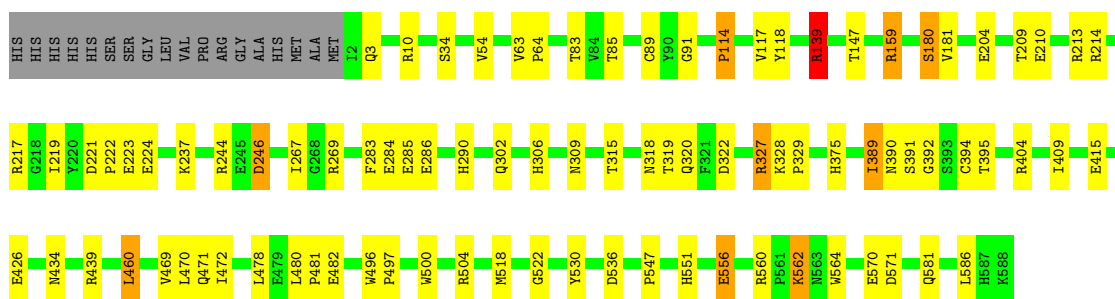 HIS HIS HIS HIS HIS SER SER GLY LEU VAL PRO ARG GLY ALA HIS MET ALA MET I2 Q3 R10 S34 V54 V63 P64 T83 V84 T85 C89 Y90 G91 P114 V117 Y118 R139 T147 R159 S180 V181 E204 T209 E210 R213 R214
R217 G218 I219 Y220 D221 P222 E223 E224 K237 R244 E245 D246 I267 G268 R269 F283 E284 E285 E286 H290 Q302 H306 N309 T315 N318 T319 Q320 F321 D322 R327 K328 P329 H375 I389 N390 S391 G392 S393 C394 T395 R404 I409 E415
E426 N434 R439 L460 V469 L470 Q471 I472 L478 E479 L480 P481 E482 W496 P497 W500 R504 M518 G522 Y530 D536 P547 H551 E556 R560 P561 K562 N563 W564 E570 D571 Q581 L586 H587 K588